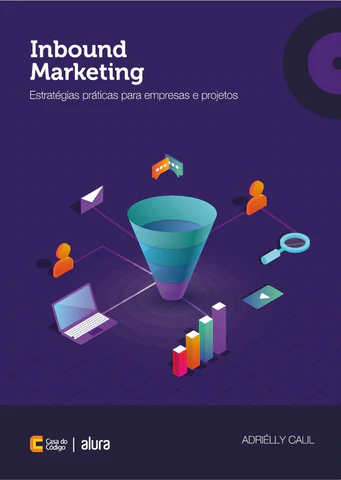 Inbound
Marketing
Estratégias práticas para empresas e projetos
Casa do
Código
alura
ADRIÉLLY CALIL